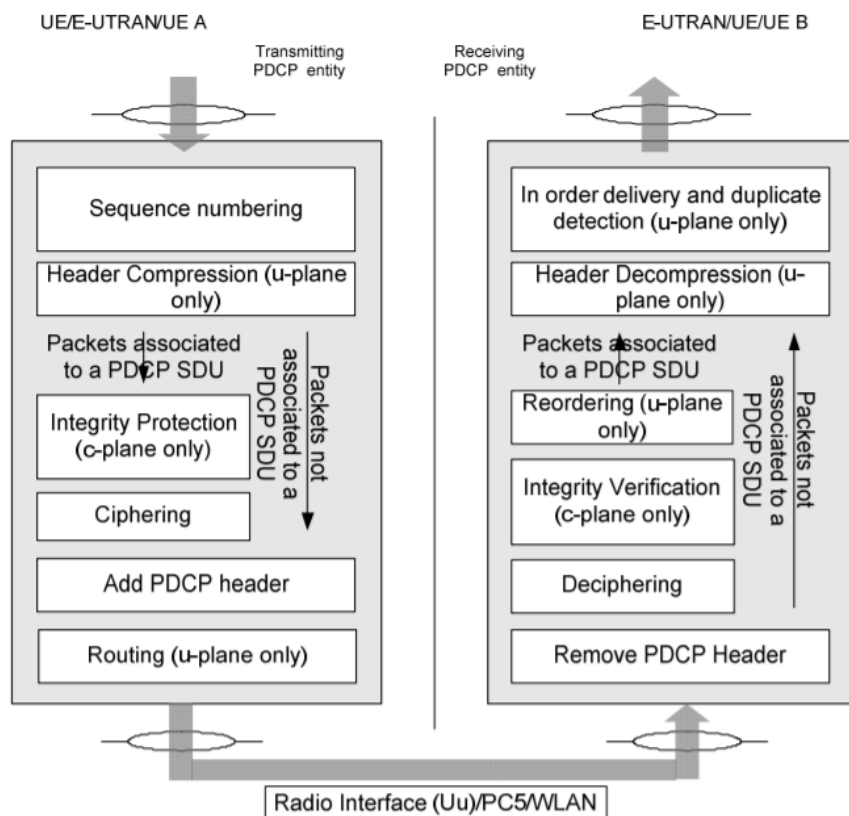 UE/E-UTRAN/UE A
E-UTRAN/UE/UE B
Transmitting
PDCP entity
Receiving
PDCP entity
Sequence numbering
Header Compression (u-plane
only)
Packets associated
to a PDCP SDU
Packets not
associated to a
PDCP SDU
Integrity Protection
(c-plane only)
Ciphering
Add PDCP header
Routing (u-plane only)
In order delivery and duplicate
detection (u-plane only)
Header Decompression (u-
plane only)
Packets associated
to a PDCP SDU
Packets not
associated to a
PDCP SDU
Reordering (u-plane
only)
Integrity Verification
(c-plane only)
Deciphering
Remove PDCP Header
Radio Interface (Uu)/PC5/WLAN